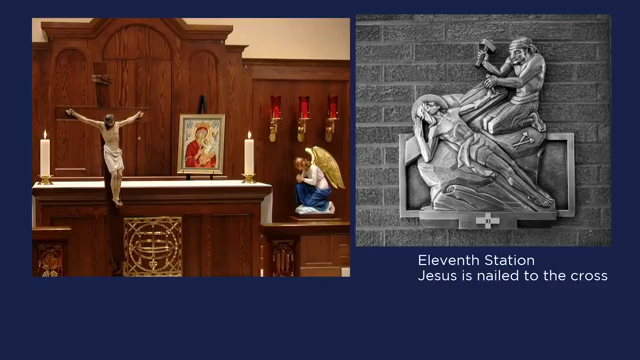 Eleventh Station
Jesus is nailed to the cross